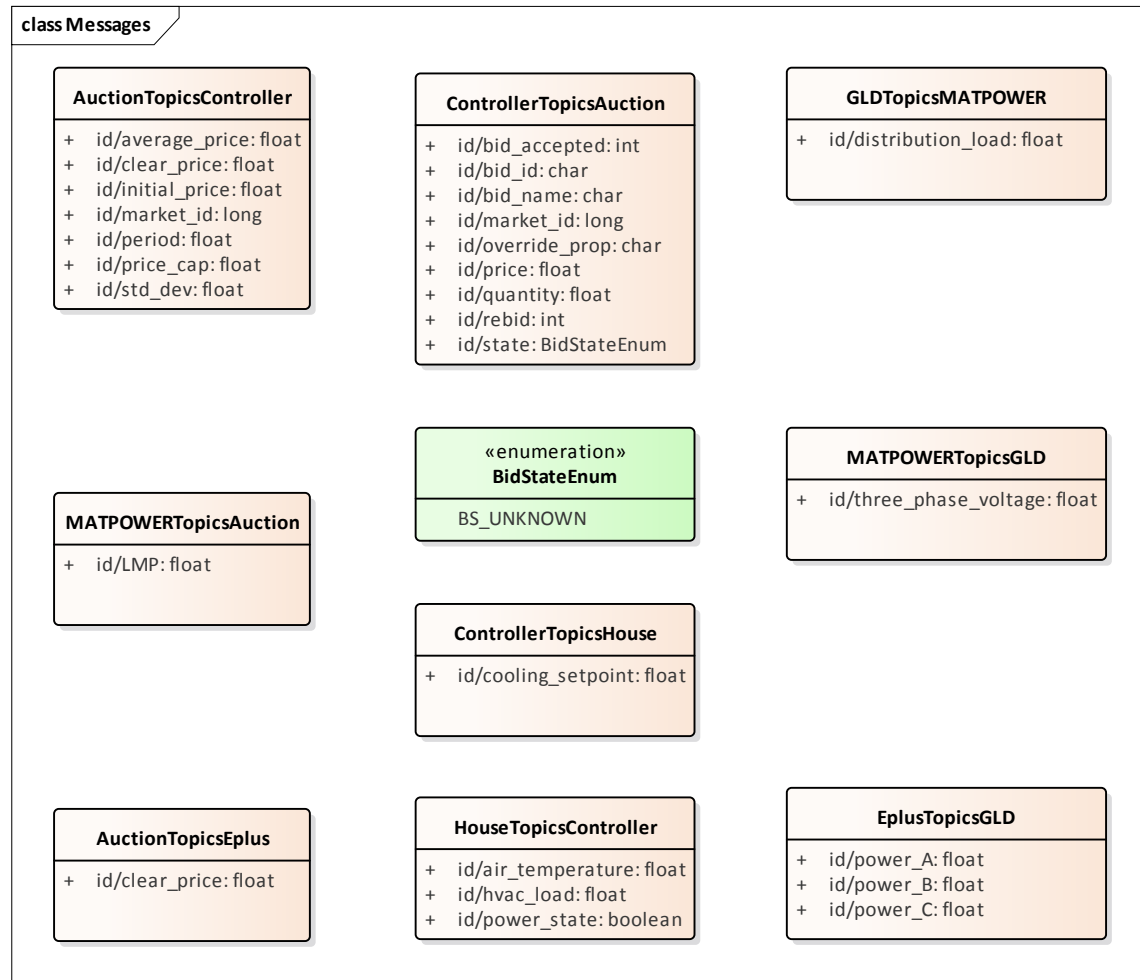 class Messages
AuctionTopicsController
+ id/average_price: float
+ id/clear_price: float
+ id/initial_price: float
+ id/market_id: long
+ id/period: float
+ id/price_cap: float
+ id/std_dev: float
ControllerTopicsAuction
+ id/bid_accepted: int
+ id/bid_id: char
+ id/bid_name: char
+ id/market_id: long
+ id/override_prop: char
+ id/price: float
+ id/quantity: float
+ id/rebid: int
+ id/state: BidStateEnum
GLDTopicsMATPOWER
+ id/distribution_load: float
MATPOWERTopicsAuction
+ id/LMP: float
«enumeration»
BidStateEnum
BS_UNKNOWN
MATPOWERTopicsGLD
+ id/three_phase_voltage: float
ControllerTopicsHouse
+ id/cooling_setpoint: float
AuctionTopicsEplus
+ id/clear_price: float
HouseTopicsController
+ id/air_temperature: float
+ id/hvac_load: float
+ id/power_state: boolean
EplusTopicsGLD
+ id/power_A: float
+ id/power_B: float
+ id/power_C: float